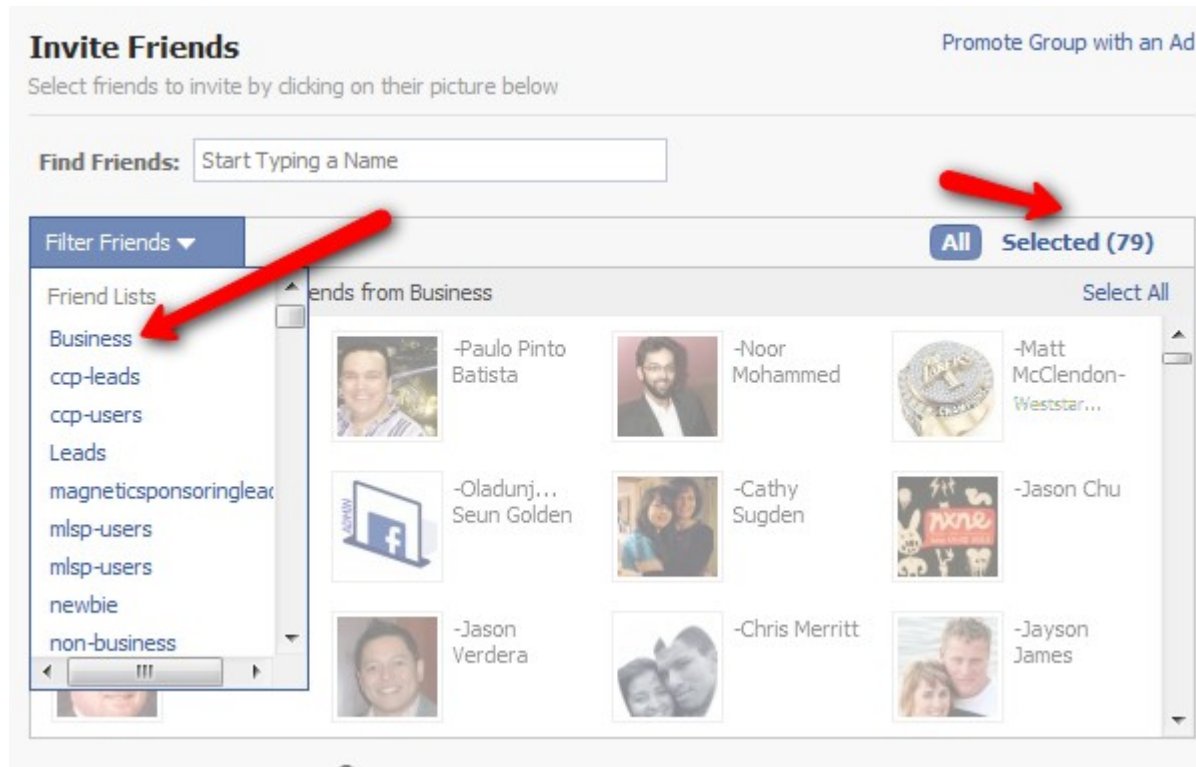 Invite Friends
Promote Group with an Ad
Select friends to invite by clicking on their picture below
Find Friends: Start Typing a Name
Filter Friends
All Selected (79)
Friend Lists
ends from Business
Select All
Business
ccp-leads
ccp-users
Leads
magneticsponsoringlead
mlsp-users
mlsp-users
newbie
non-business
-Paulo Pinto
Batista
-Noor
Mohammed
-Matt
McClendon-
Weststar...
-Oladunj...
Seun Golden
-Cathy
Sugden
-Jason Chu
nxne
-Jason
Verdera
-Chris Merritt
-Jayson
James